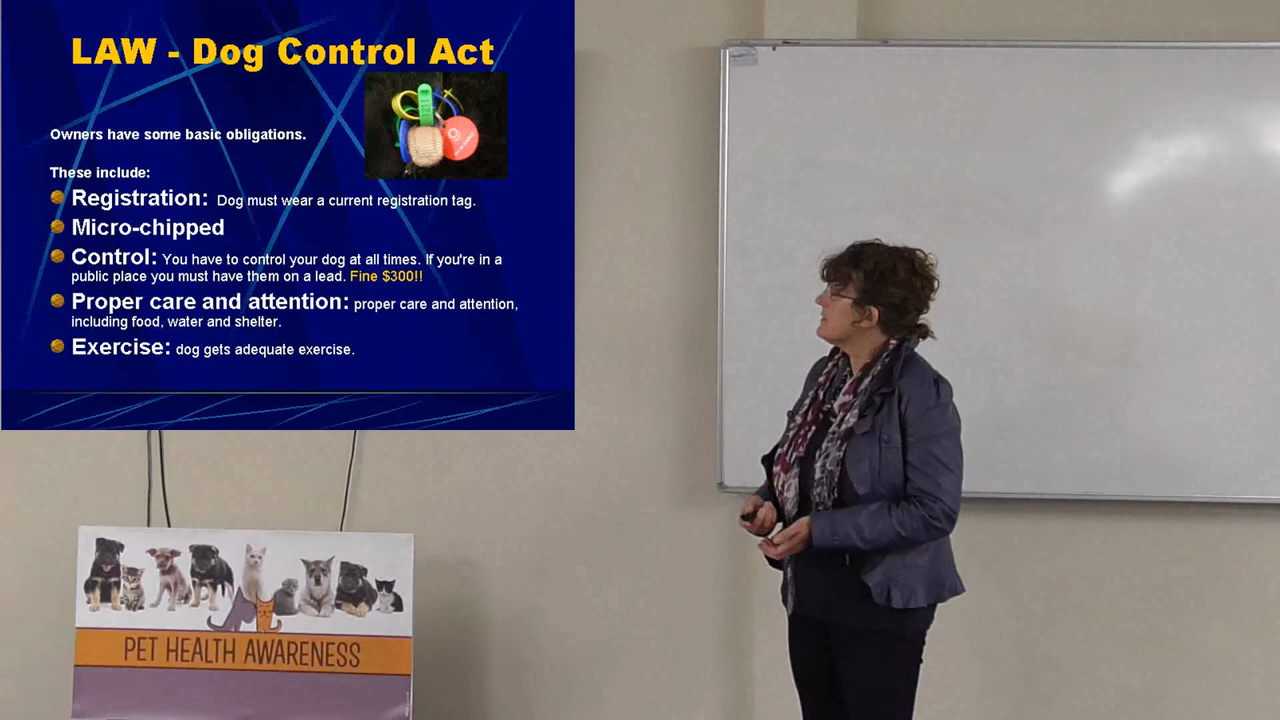 LAW - Dog Control Act
Owners have some basic obligations.
These include:
Registration: Dog must wear a current registration tag.
Micro-chipped
Control: You have to control your dog at all times. If you're in a
public place you must have them on a lead. Fine $300!!
Proper care and attention: proper care and attention,
including food, water and shelter.
Exercise: dog gets adequate exercise.
PET HEALTH AWARENESS